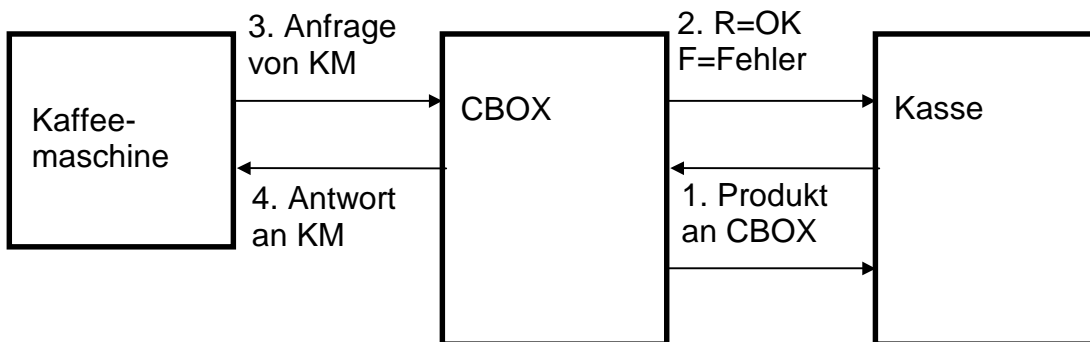 3. Anfrage
von KM
2. R=OK
F=Fehler
Kaffee-
maschine
CBOX
Kasse
4. Antwort
an KM
1. Produkt
an CBOX